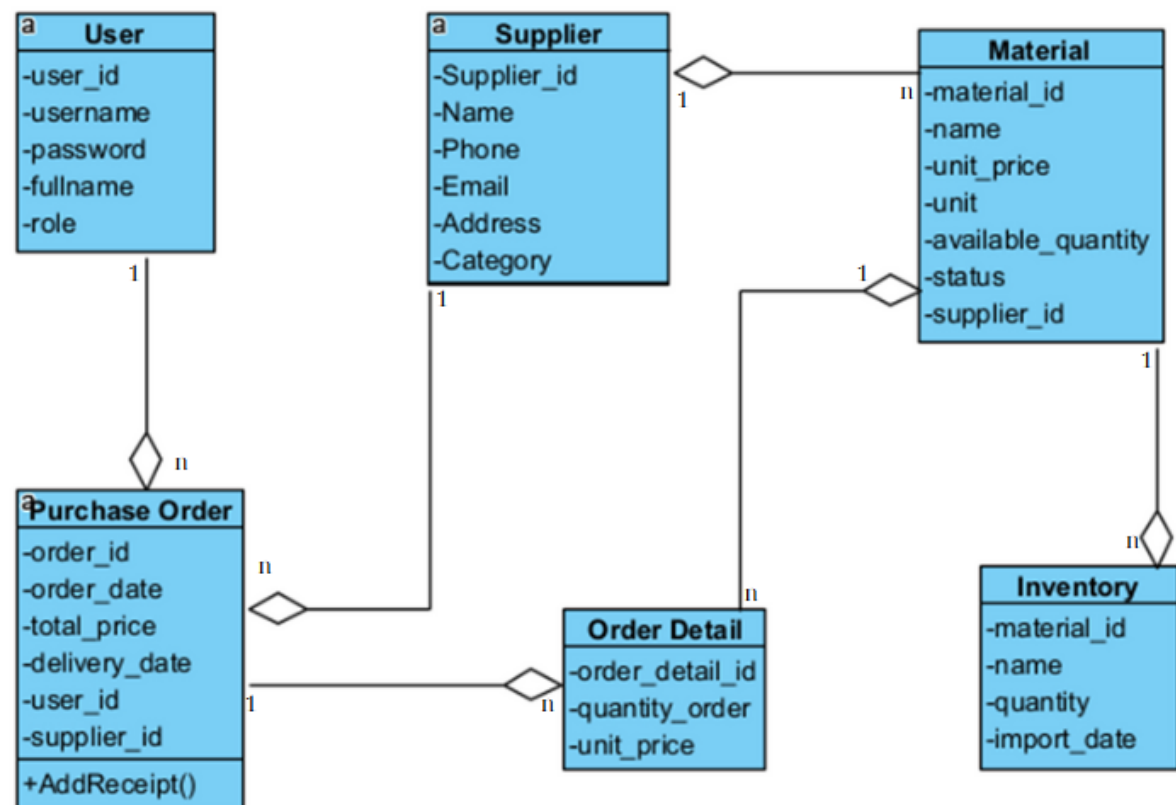 a
User
-user_id
-username
-password
-fullname
-role
1
n
a
Supplier
-Supplier_id
-Name
-Phone
-Email
-Address
-Category
1
1
n
Material
-material_id
-name
-unit_price
-unit
-available_quantity
-status
-supplier_id
1
1
n
a
Purchase Order
-order_id
-order_date
-total_price
-delivery_date
-user_id
-supplier_id
+AddReceipt()
n
1
n
n
Order Detail
-order_detail_id
-quantity_order
-unit_price
Inventory
-material_id
-name
-quantity
-import_date